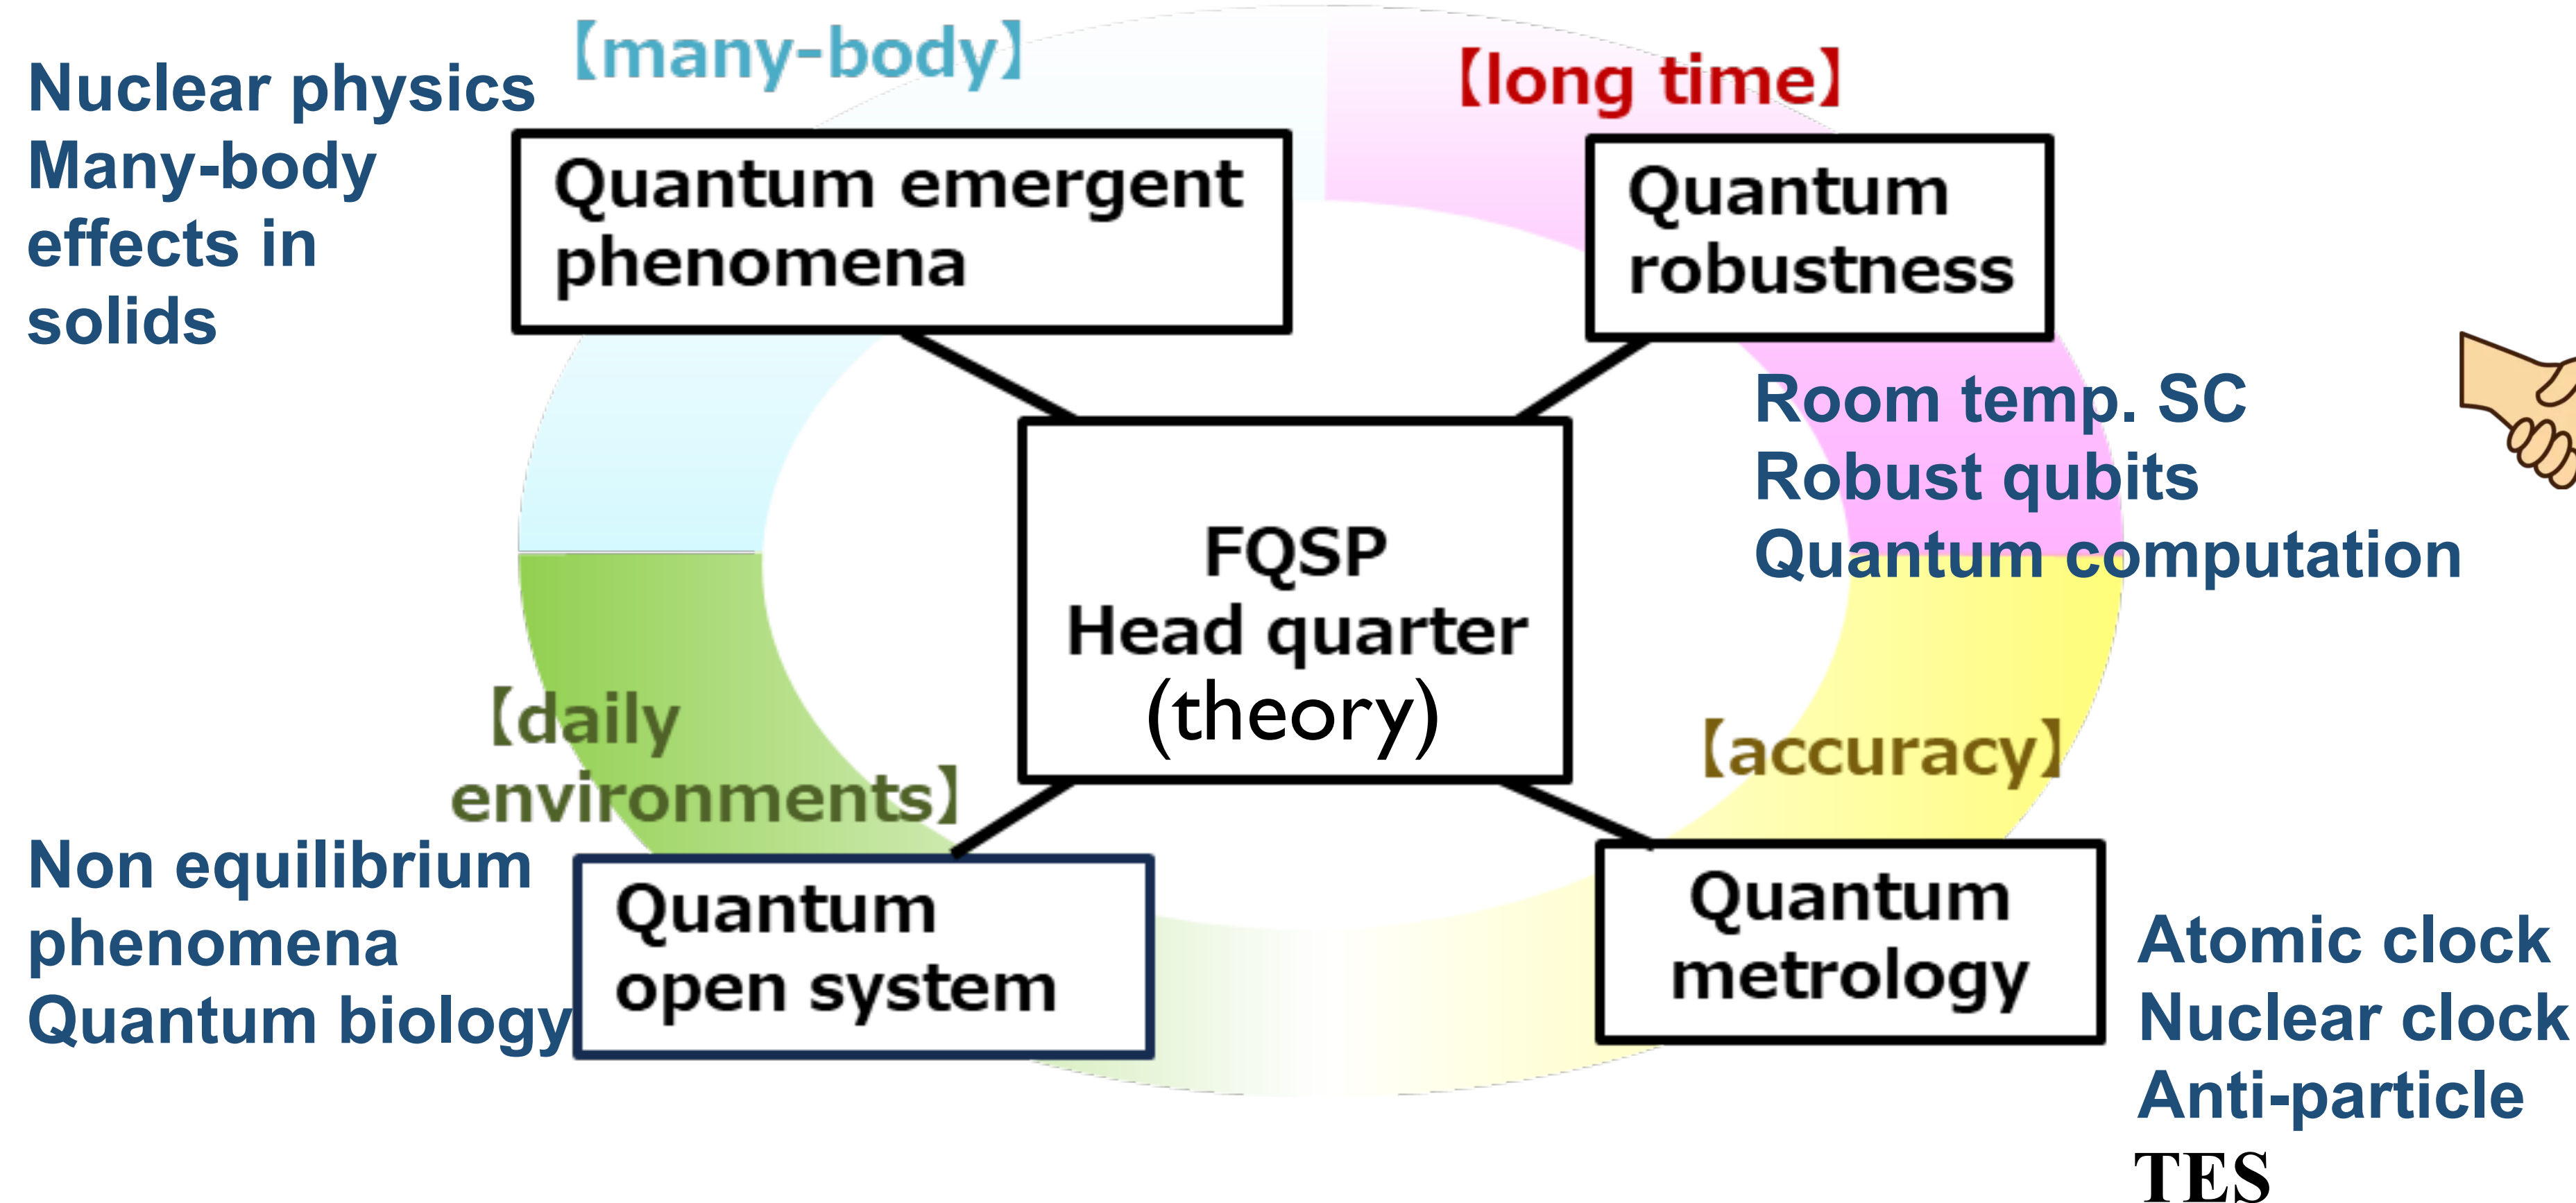 【many-body】
Nuclear physics
Many-body
effects in
solids
Quantum emergent
phenomena
【long time】
Quantum
robustness
Room temp. SC
Robust qubits
Quantum computation
FQSP
Head quarter
(theory)
【daily
environments】
Non equilibrium
phenomena
Quantum biology
Quantum
open system
【accuracy】
Quantum
metrology
Atomic clock
Nuclear clock
Anti-particle
TES